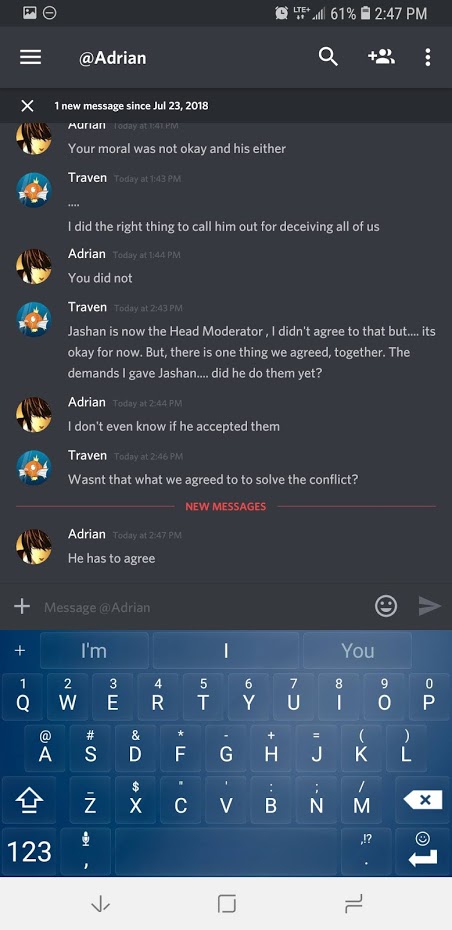 LTE+ 61% 2:47 PM
@Adrian
1 new message since Jul 23, 2018
Adrian Today at 1:41 PM
Your moral was not okay and his either
Traven Today at 1:43 PM
....
I did the right thing to call him out for deceiving all of us
Adrian Today at 1:44 PM
You did not
Traven Today at 2:43 PM
Jashan is now the Head Moderator , I didn't agree to that but.... its
okay for now. But, there is one thing we agreed, together. The
demands I gave Jashan.... did he do them yet?
Adrian Today at 2:44 PM
I don't even know if he accepted them
Traven Today at 2:46 PM
Wasnt that what we agreed to to solve the conflict?
NEW MESSAGES
Adrian Today at 2:47 PM
He has to agree
+ Message @Adrian
+ I'm I You
1 2 3 4 5 6 7 8 9 0
Q W E R T Y U I O P
@ # & * - + = ( )
A S D F G H J K L
_ $ " ' : ; /
Z X C V B N M
123 , ,!? .